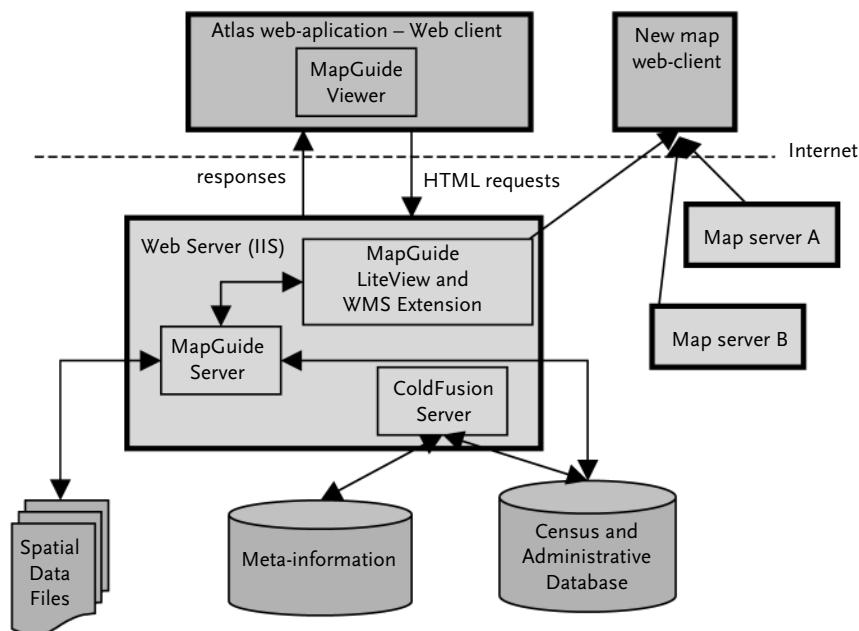 Atlas web-aplication – Web client
MapGuide
Viewer
New map
web-client
Internet
responses
HTML requests
Web Server (IIS)
MapGuide
LiteView and
WMS Extension
Map server A
MapGuide
Server
Map server B
ColdFusion
Server
Spatial
Data
Files
Meta-information
Census and
Administrative
Database